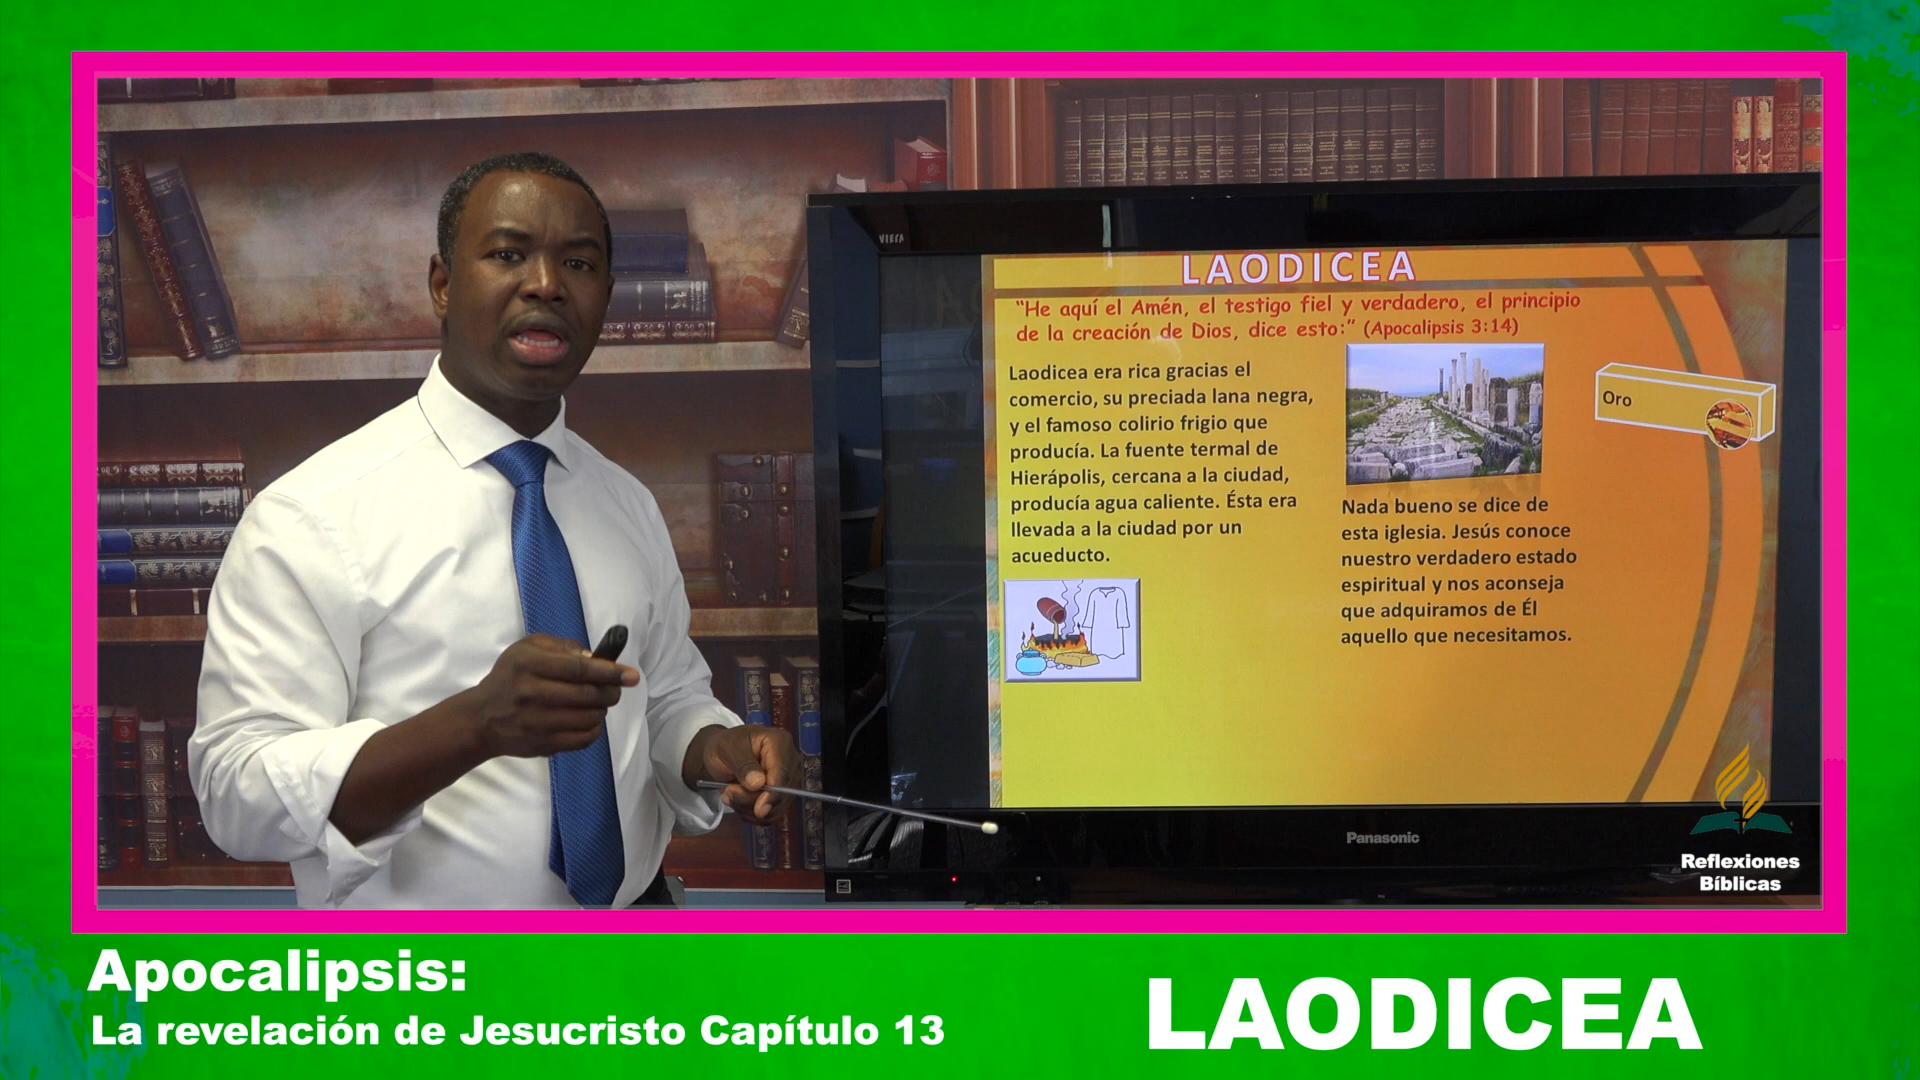 VIERA
LAODICEA
“He aquí el Amén, el testigo fiel y verdadero, el principio
de la creación de Dios, dice esto:” (Apocalipsis 3:14)
Laodicea era rica gracias el
comercio, su preciada lana negra,
y el famoso colirio frigio que
producía. La fuente termal de
Hierápolis, cercana a la ciudad,
producía agua caliente. Ésta era
llevada a la ciudad por un
acueducto.
Oro
Nada bueno se dice de
esta iglesia. Jesús conoce
nuestro verdadero estado
espiritual y nos aconseja
que adquiramos de Él
aquello que necesitamos.
Panasonic
Reflexiones
Bíblicas
Apocalipsis:
La revelación de Jesucristo Capítulo 13
LAODICEA